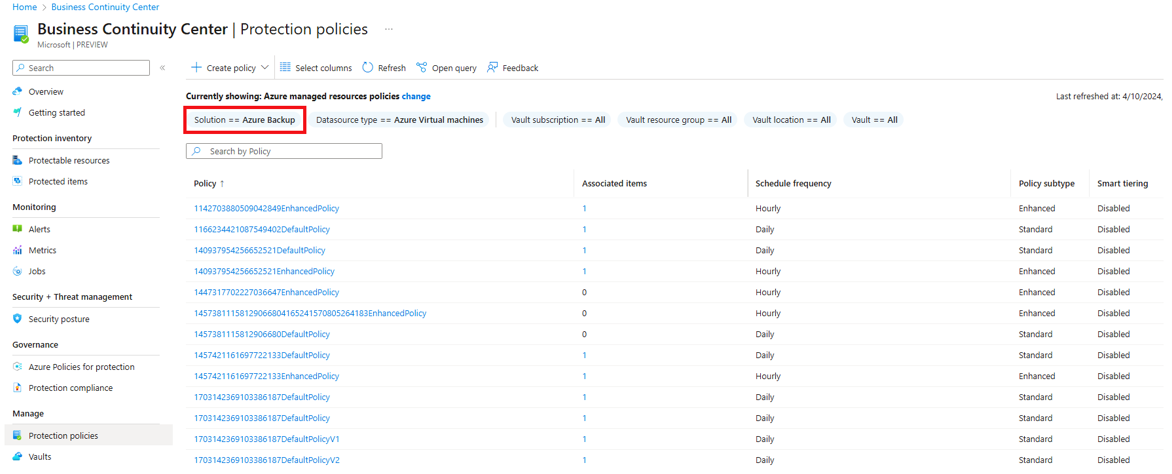 Home > Business Continuity Center >
Business Continuity Center | Protection policies ...
Microsoft | PREVIEW
Search «
Overview
Getting started
Protection inventory
Protectable resources
Protected items
Monitoring
Alerts
Metrics
Jobs
Security + Threat management
Security posture
Governance
Azure Policies for protection
Protection compliance
Manage
Protection policies
Vaults
+ Create policy Select columns Refresh Open query Feedback
Currently showing: Azure managed resources policies change Last refreshed at: 4/10/2024,
Solution == Azure Backup Datasource type == Azure Virtual machines Vault subscription == All Vault resource group == All Vault location == All Vault == All
Search by Policy
Policy ↑ Associated items Schedule frequency Policy subtype Smart tiering
1142703880509042849EnhancedPolicy 1 Hourly Enhanced Disabled
1166234421087549402DefaultPolicy 1 Daily Standard Disabled
140937954256652521DefaultPolicy 1 Daily Standard Disabled
140937954256652521EnhancedPolicy 1 Hourly Enhanced Disabled
1447317702227036647EnhancedPolicy 0 Hourly Enhanced Disabled
14573811158129066804165241570805264183EnhancedPolicy 0 Hourly Enhanced Disabled
1457381115812906680DefaultPolicy 0 Daily Standard Disabled
1457421161697722133DefaultPolicy 1 Daily Standard Disabled
1457421161697722133EnhancedPolicy 1 Hourly Enhanced Disabled
1703142369103386187DefaultPolicy 1 Daily Standard Disabled
1703142369103386187DefaultPolicy 1 Daily Standard Disabled
1703142369103386187DefaultPolicyV1 1 Daily Standard Disabled
1703142369103386187DefaultPolicyV2 1 Daily Standard Disabled